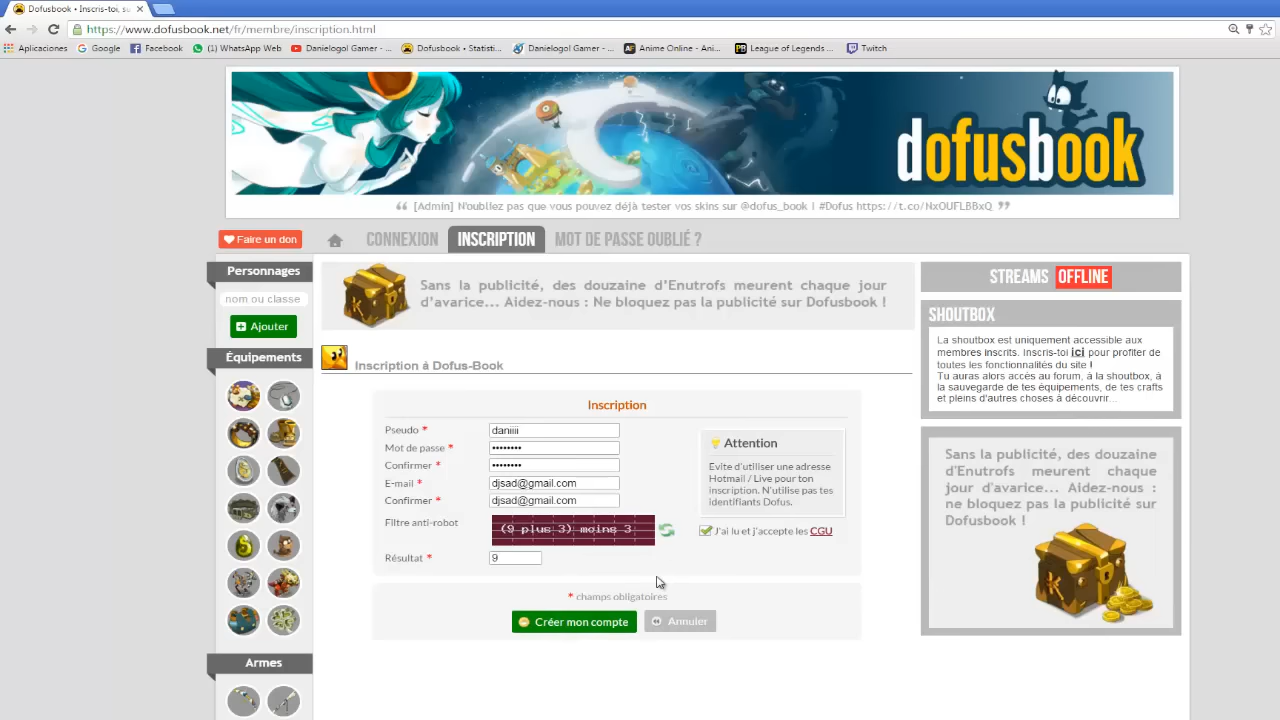 Dofusbook • Inscris-toi, su
https://www.dofusbook.net/fr/membre/inscription.html
Aplicaciones
Google
Facebook
(1) WhatsApp Web
Danielogol Gamer - ...
Dofusbook • Statisti...
Danielogol Gamer - ...
Anime Online - Ani...
League of Legends ...
Twitch
dofusbook
[Admin] N'oubliez pas que vous pouvez déjà tester vos skins sur @dofus_book ! #Dofus https://t.co/NxOUFLBBxQ
Faire un don
CONNEXION
INSCRIPTION
MOT DE PASSE OUBLIÉ ?
Personnages
nom ou classe
Ajouter
Équipements
Armes
Sans la publicité, des douzaine d'Enutrofs meurent chaque jour
d'avarice... Aidez-nous : Ne bloquez pas la publicité sur Dofusbook !
Inscription à Dofus-Book
Inscription
Pseudo * daniiii
Mot de passe * ••••••••
Confirmer * ••••••••
E-mail * djsad@gmail.com
Confirmer * djsad@gmail.com
Filtre anti-robot (9 plus 3) moins 3
Résultat * 9
Attention
Evite d'utiliser une adresse
Hotmail / Live pour ton
inscription. N'utilise pas tes
identifiants Dofus.
J'ai lu et j'accepte les CGU
* champs obligatoires
Créer mon compte
Annuler
STREAMS OFFLINE
SHOUTBOX
La shoutbox est uniquement accessible aux
membres inscrits. Inscris-toi ici pour profiter de
toutes les fonctionnalités du site !
Tu auras alors accès au forum, à la shoutbox, à
la sauvegarde de tes équipements, de tes crafts
et pleins d'autres choses à découvrir...
Sans la publicité, des douzaine
d'Enutrofs meurent chaque
jour d'avarice... Aidez-nous :
ne bloquez pas la publicité sur
Dofusbook !